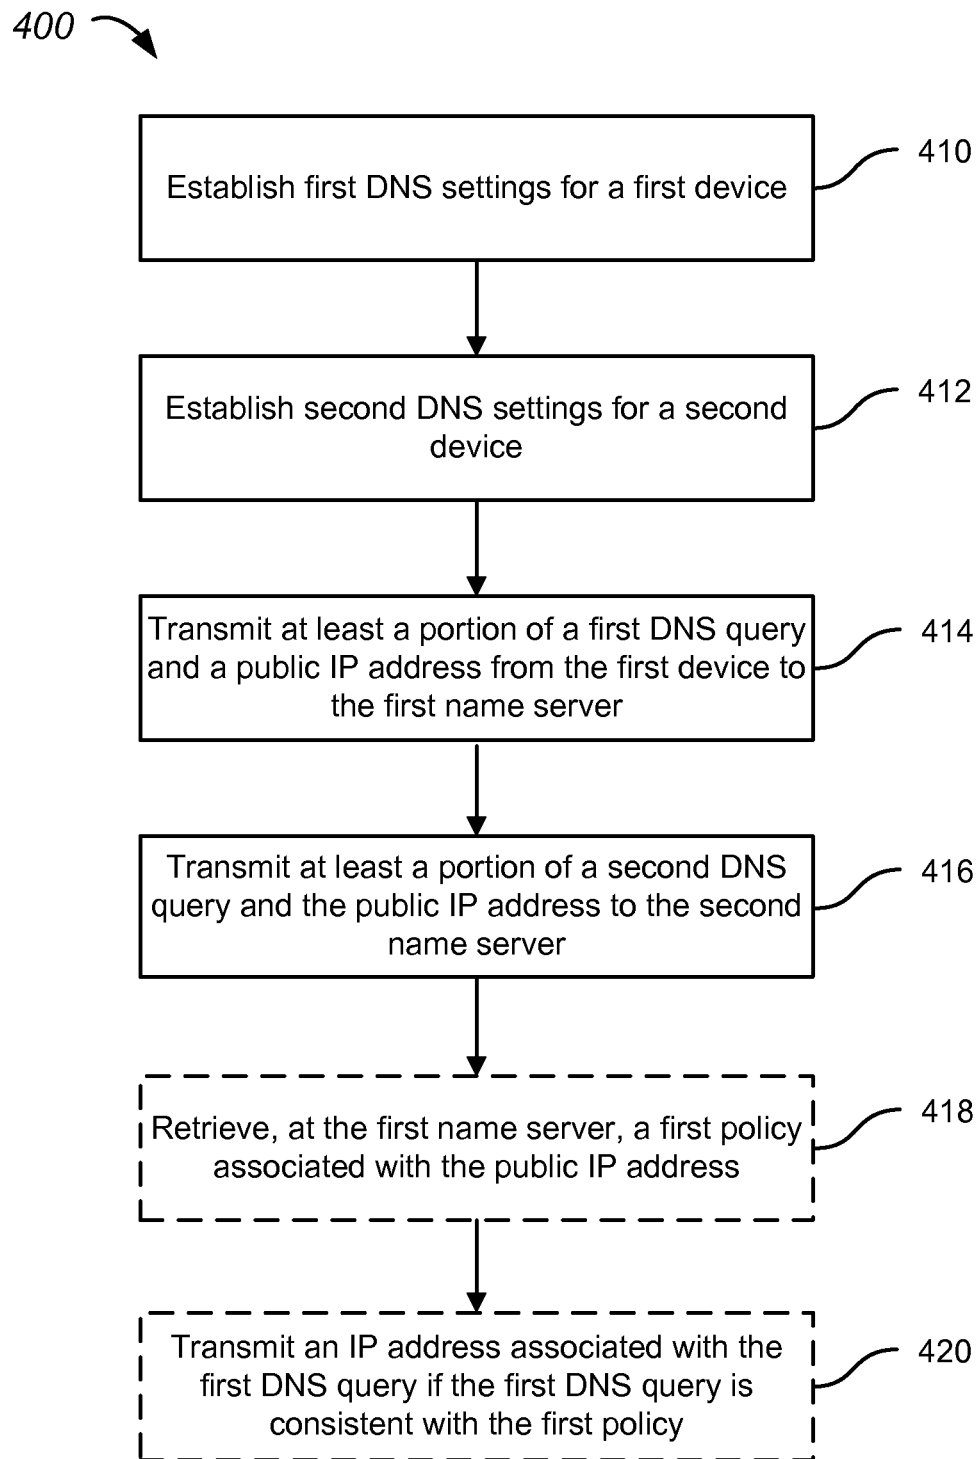 400
Establish first DNS settings for a first device
410
Establish second DNS settings for a second
device
412
Transmit at least a portion of a first DNS query
and a public IP address from the first device to
the first name server
414
Transmit at least a portion of a second DNS
query and the public IP address to the second
name server
416
Retrieve, at the first name server, a first policy
associated with the public IP address
418
Transmit an IP address associated with the
first DNS query if the first DNS query is
consistent with the first policy
420